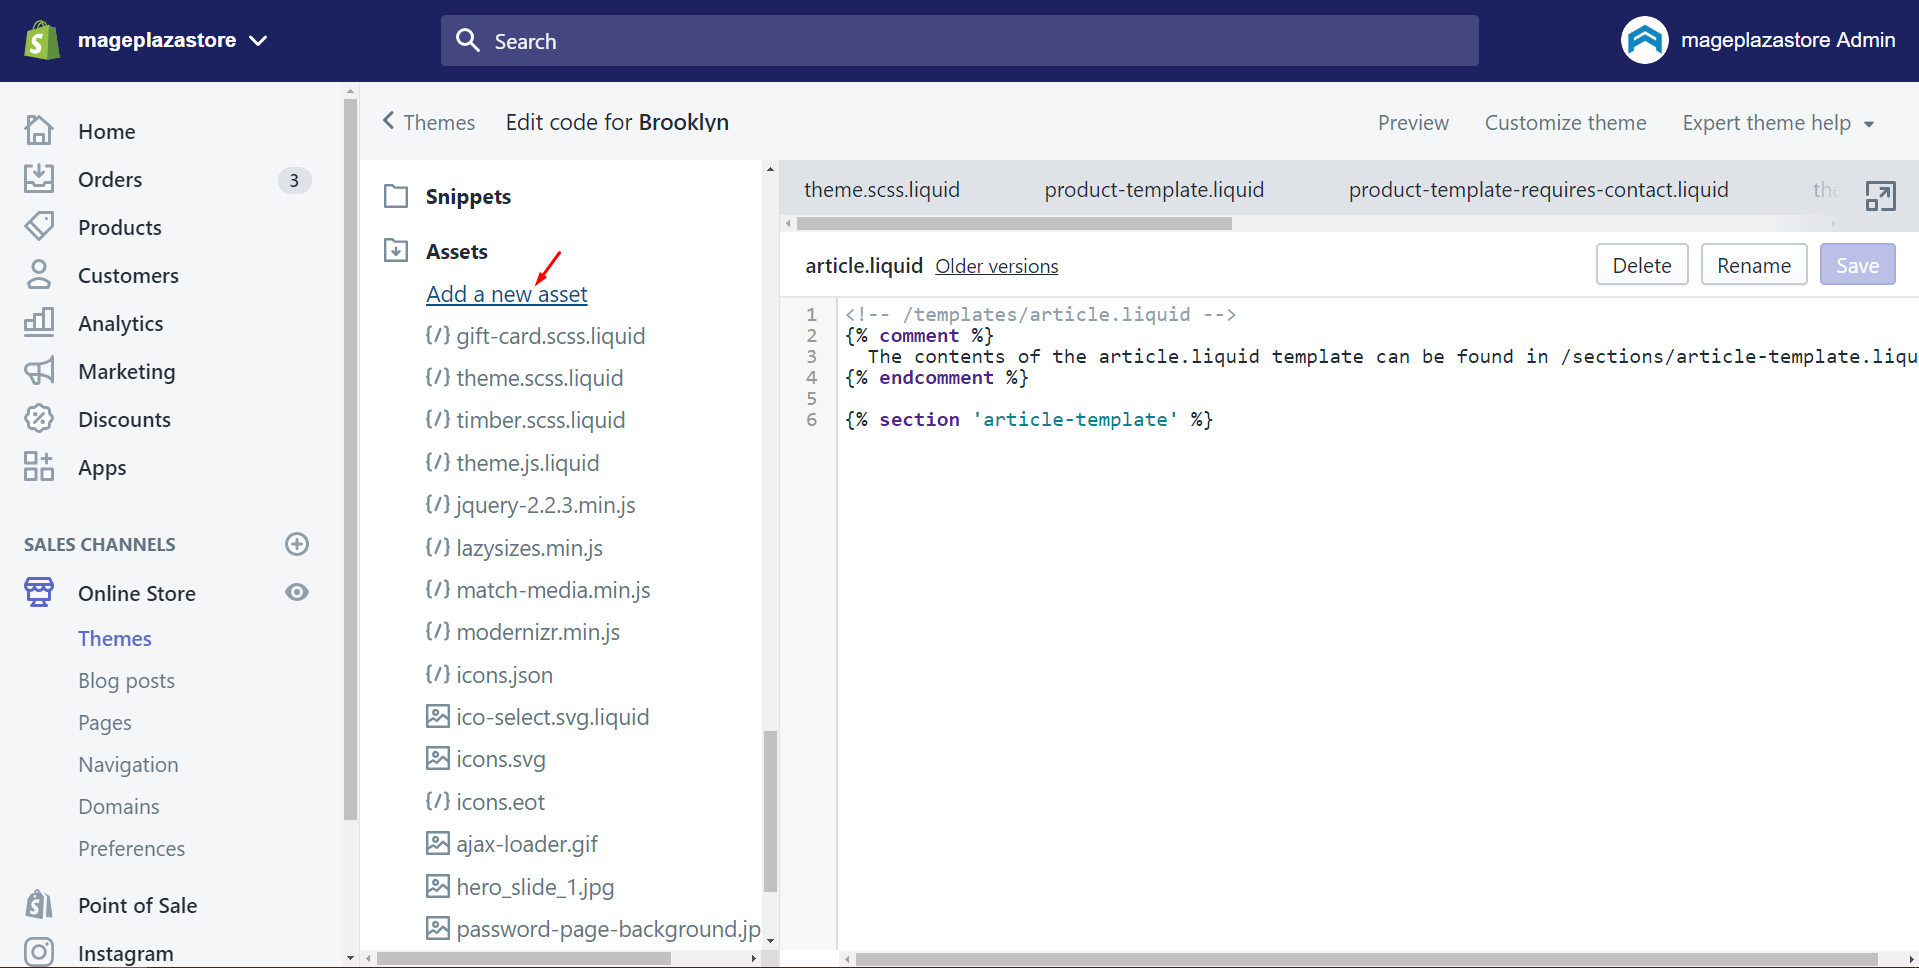 mageplazastore
Search
mageplazastore Admin
Home
Orders
3
Products
Customers
Analytics
Marketing
Discounts
Apps
SALES CHANNELS
Online Store
Themes
Blog posts
Pages
Navigation
Domains
Preferences
Point of Sale
Instagram
Themes
Edit code for Brooklyn
Preview
Customize theme
Expert theme help
Snippets
Assets
Add a new asset
{/} gift-card.scss.liquid
{/} theme.scss.liquid
{/} timber.scss.liquid
{/} theme.js.liquid
{/} jquery-2.2.3.min.js
{/} lazysizes.min.js
{/} match-media.min.js
{/} modernizr.min.js
{/} icons.json
ico-select.svg.liquid
icons.svg
{/} icons.eot
ajax-loader.gif
hero_slide_1.jpg
password-page-background.jp
theme.scss.liquid
product-template.liquid
product-template-requires-contact.liquid
the
article.liquid
Older versions
Delete
Rename
Save
1 <!-- /templates/article.liquid -->
2 {% comment %}
3 The contents of the article.liquid template can be found in /sections/article-template.liqu
4 {% endcomment %}
5
6 {% section 'article-template' %}